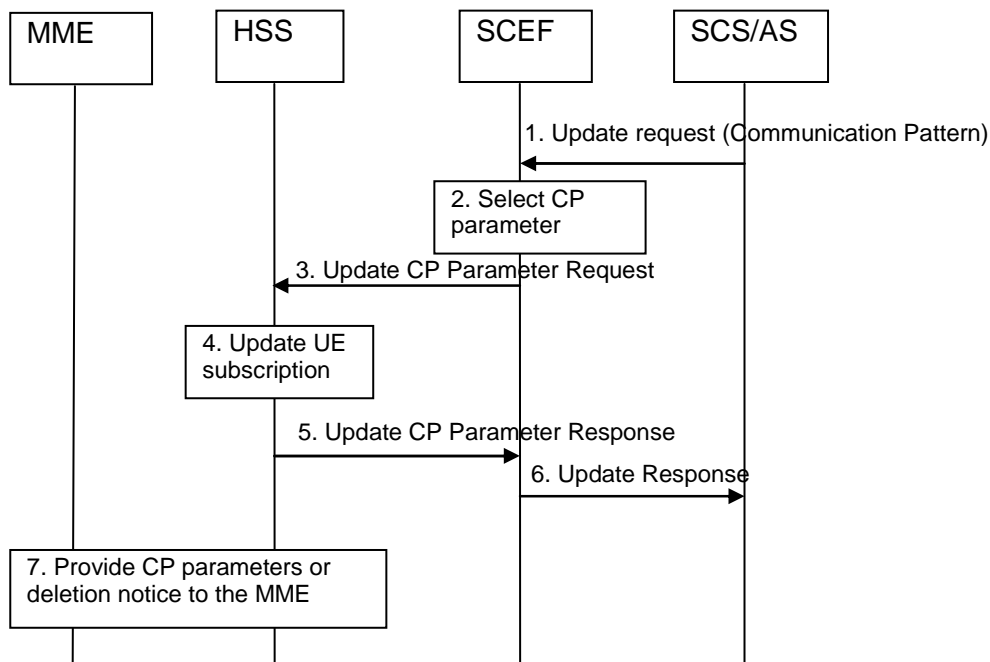 MME
HSS
SCEF
SCS/AS
1. Update request (Communication Pattern)
2. Select CP
parameter
3. Update CP Parameter Request
4. Update UE
subscription
5. Update CP Parameter Response
6. Update Response
7. Provide CP parameters or
deletion notice to the MME